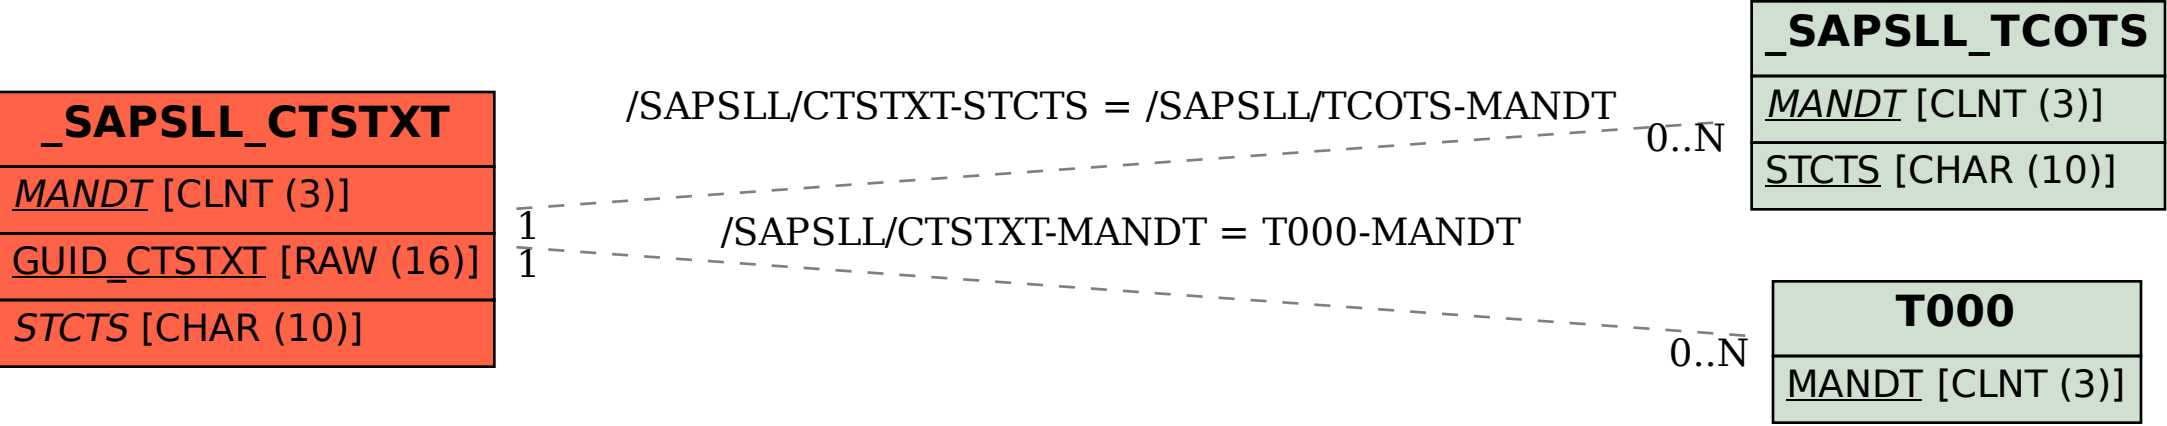 _SAPSLL_CTSTXT
MANDT [CLNT (3)]
GUID_CTSTXT [RAW (16)]
STCTS [CHAR (10)]
/SAPSLL/CTSTXT-STCTS = /SAPSLL/TCOTS-MANDT
0..N
1
/SAPSLL/CTSTXT-MANDT = T000-MANDT
1
0..N
_SAPSLL_TCOTS
MANDT [CLNT (3)]
STCTS [CHAR (10)]
T000
MANDT [CLNT (3)]